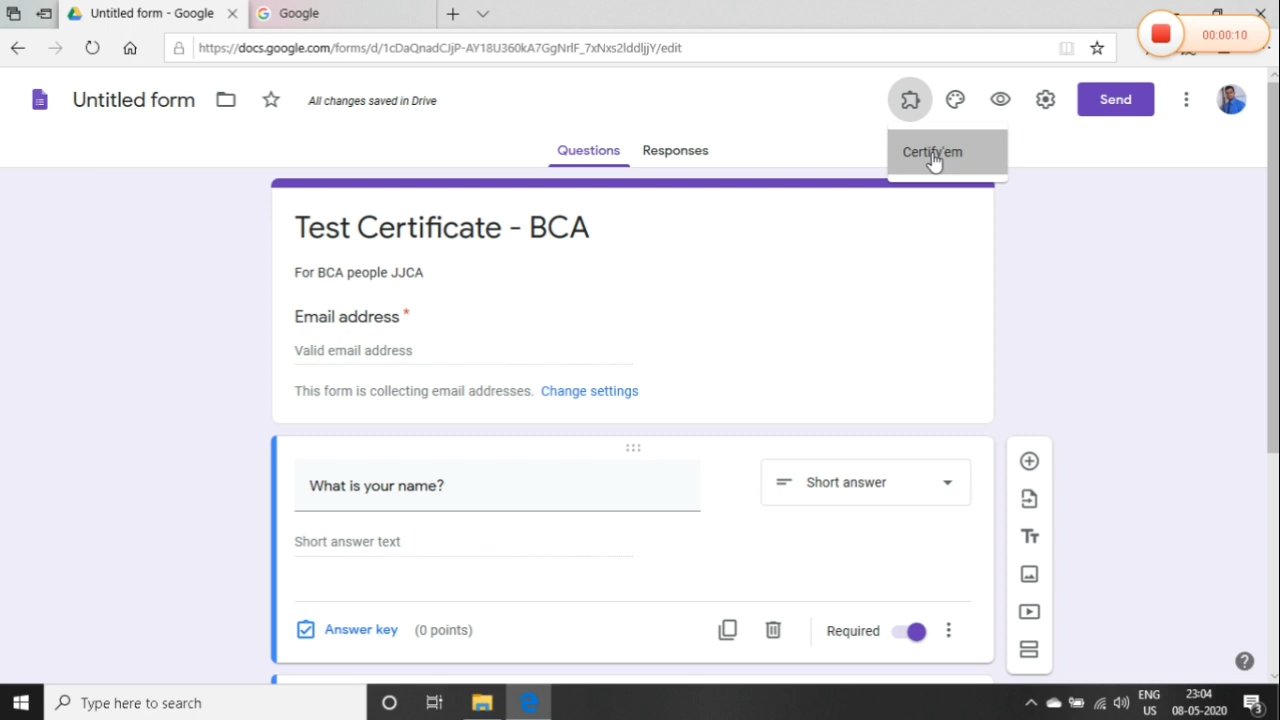 Untitled form - Google
Google
https://docs.google.com/forms/d/1cDaQnadCJjP-AY18U360kA7GgNrlF_7xNxs2lddljjY/edit
00:00:10
Untitled form
All changes saved in Drive
Send
Questions
Responses
Certify'em
Test Certificate - BCA
For BCA people JJCA
Email address *
Valid email address
This form is collecting email addresses. Change settings
What is your name?
Short answer
Short answer text
Tт
Answer key (0 points)
Required
Type here to search
ENG
US
23:04
08-05-2020
3